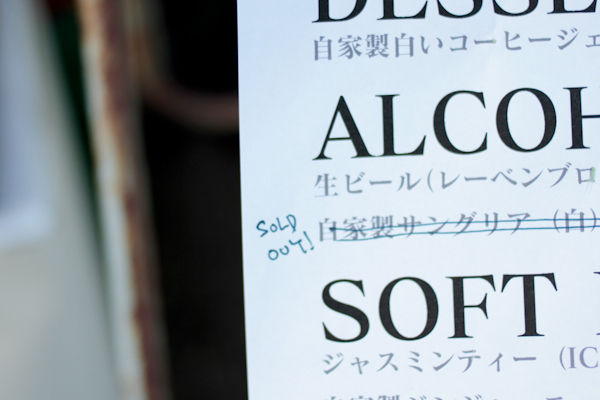 DESSE
自家製白いコーヒージェ
ALCOH
生ビール(レーベンブロ
SOLD OUT! 自家製サングリア (白)
SOFT
ジャスミンティー (IC